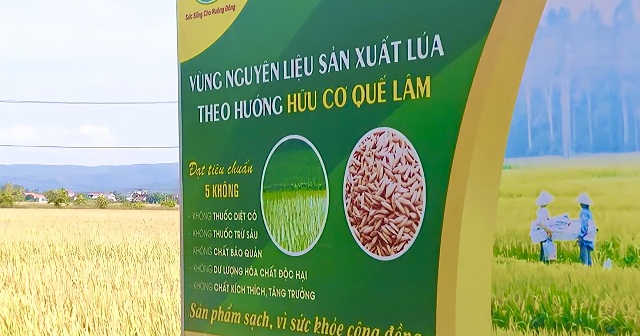 Sức Sống Cho Ruộng Đồng
VÙNG NGUYÊN LIỆU SẢN XUẤT LÚA
THEO HƯỚNG HỮU CƠ QUẾ LÂM
Đạt tiêu chuẩn
5 KHÔNG
- KHÔNG THUỐC DIỆT CỎ
- KHÔNG THUỐC TRỪ SÂU
- KHÔNG CHẤT BẢO QUẢN
- KHÔNG DƯ LƯỢNG HÓA CHẤT ĐỘC HẠI
- KHÔNG CHẤT KÍCH THÍCH, TĂNG TRƯỞNG
Sản phẩm sạch, vì sức khỏe cộng đồng